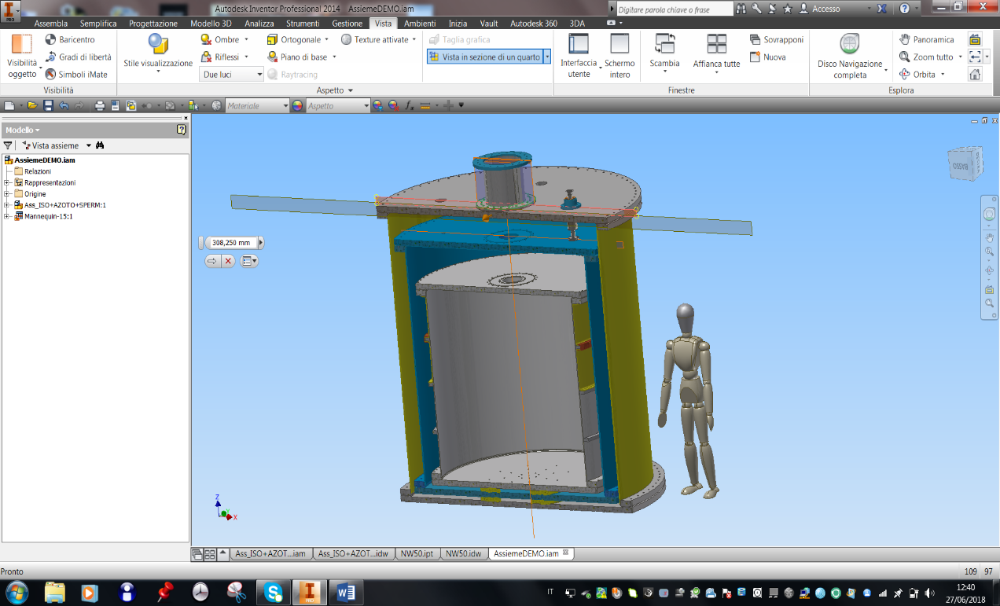 Autodesk Inventor Professional 2014 AssiemeDEMO.iam
Digitare parola chiave o frase
Accesso
PRO
Assembla Semplifica Progettazione Modello 3D Analizza Strumenti Gestione Vista Ambienti Inizia Vault Autodesk 360 3DA
Visibilità
oggetto
Baricentro
Gradi di libertà
Simboli iMate
Visibilità
Stile visualizzazione
Ombre
Riflessi
Due luci
Ortogonale
Piano di base
Raytracing
Texture attivate
Taglia grafica
Vista in sezione di un quarto
Aspetto
Interfaccia
utente
Schermo
intero
Scambia
Affianca tutte
Sovrapponi
Nuova
Finestre
Disco Navigazione
completa
Panoramica
Zoom tutto
Orbita
Esplora
Materiale
Aspetto
Modello
Vista assieme
AssiemeDEMO.iam
Relazioni
Rappresentazioni
Origine
Ass_ISO+AZOTO+SPERM:1
Mannequin-15:1
308,250 mm
BASSO
Z
X
Ass_ISO+AZOT...iam
Ass_ISO+AZOT...idw
NW50.ipt
NW50.idw
AssiemeDEMO.iam
Pronto
109 97
IT
12:40
27/06/2018